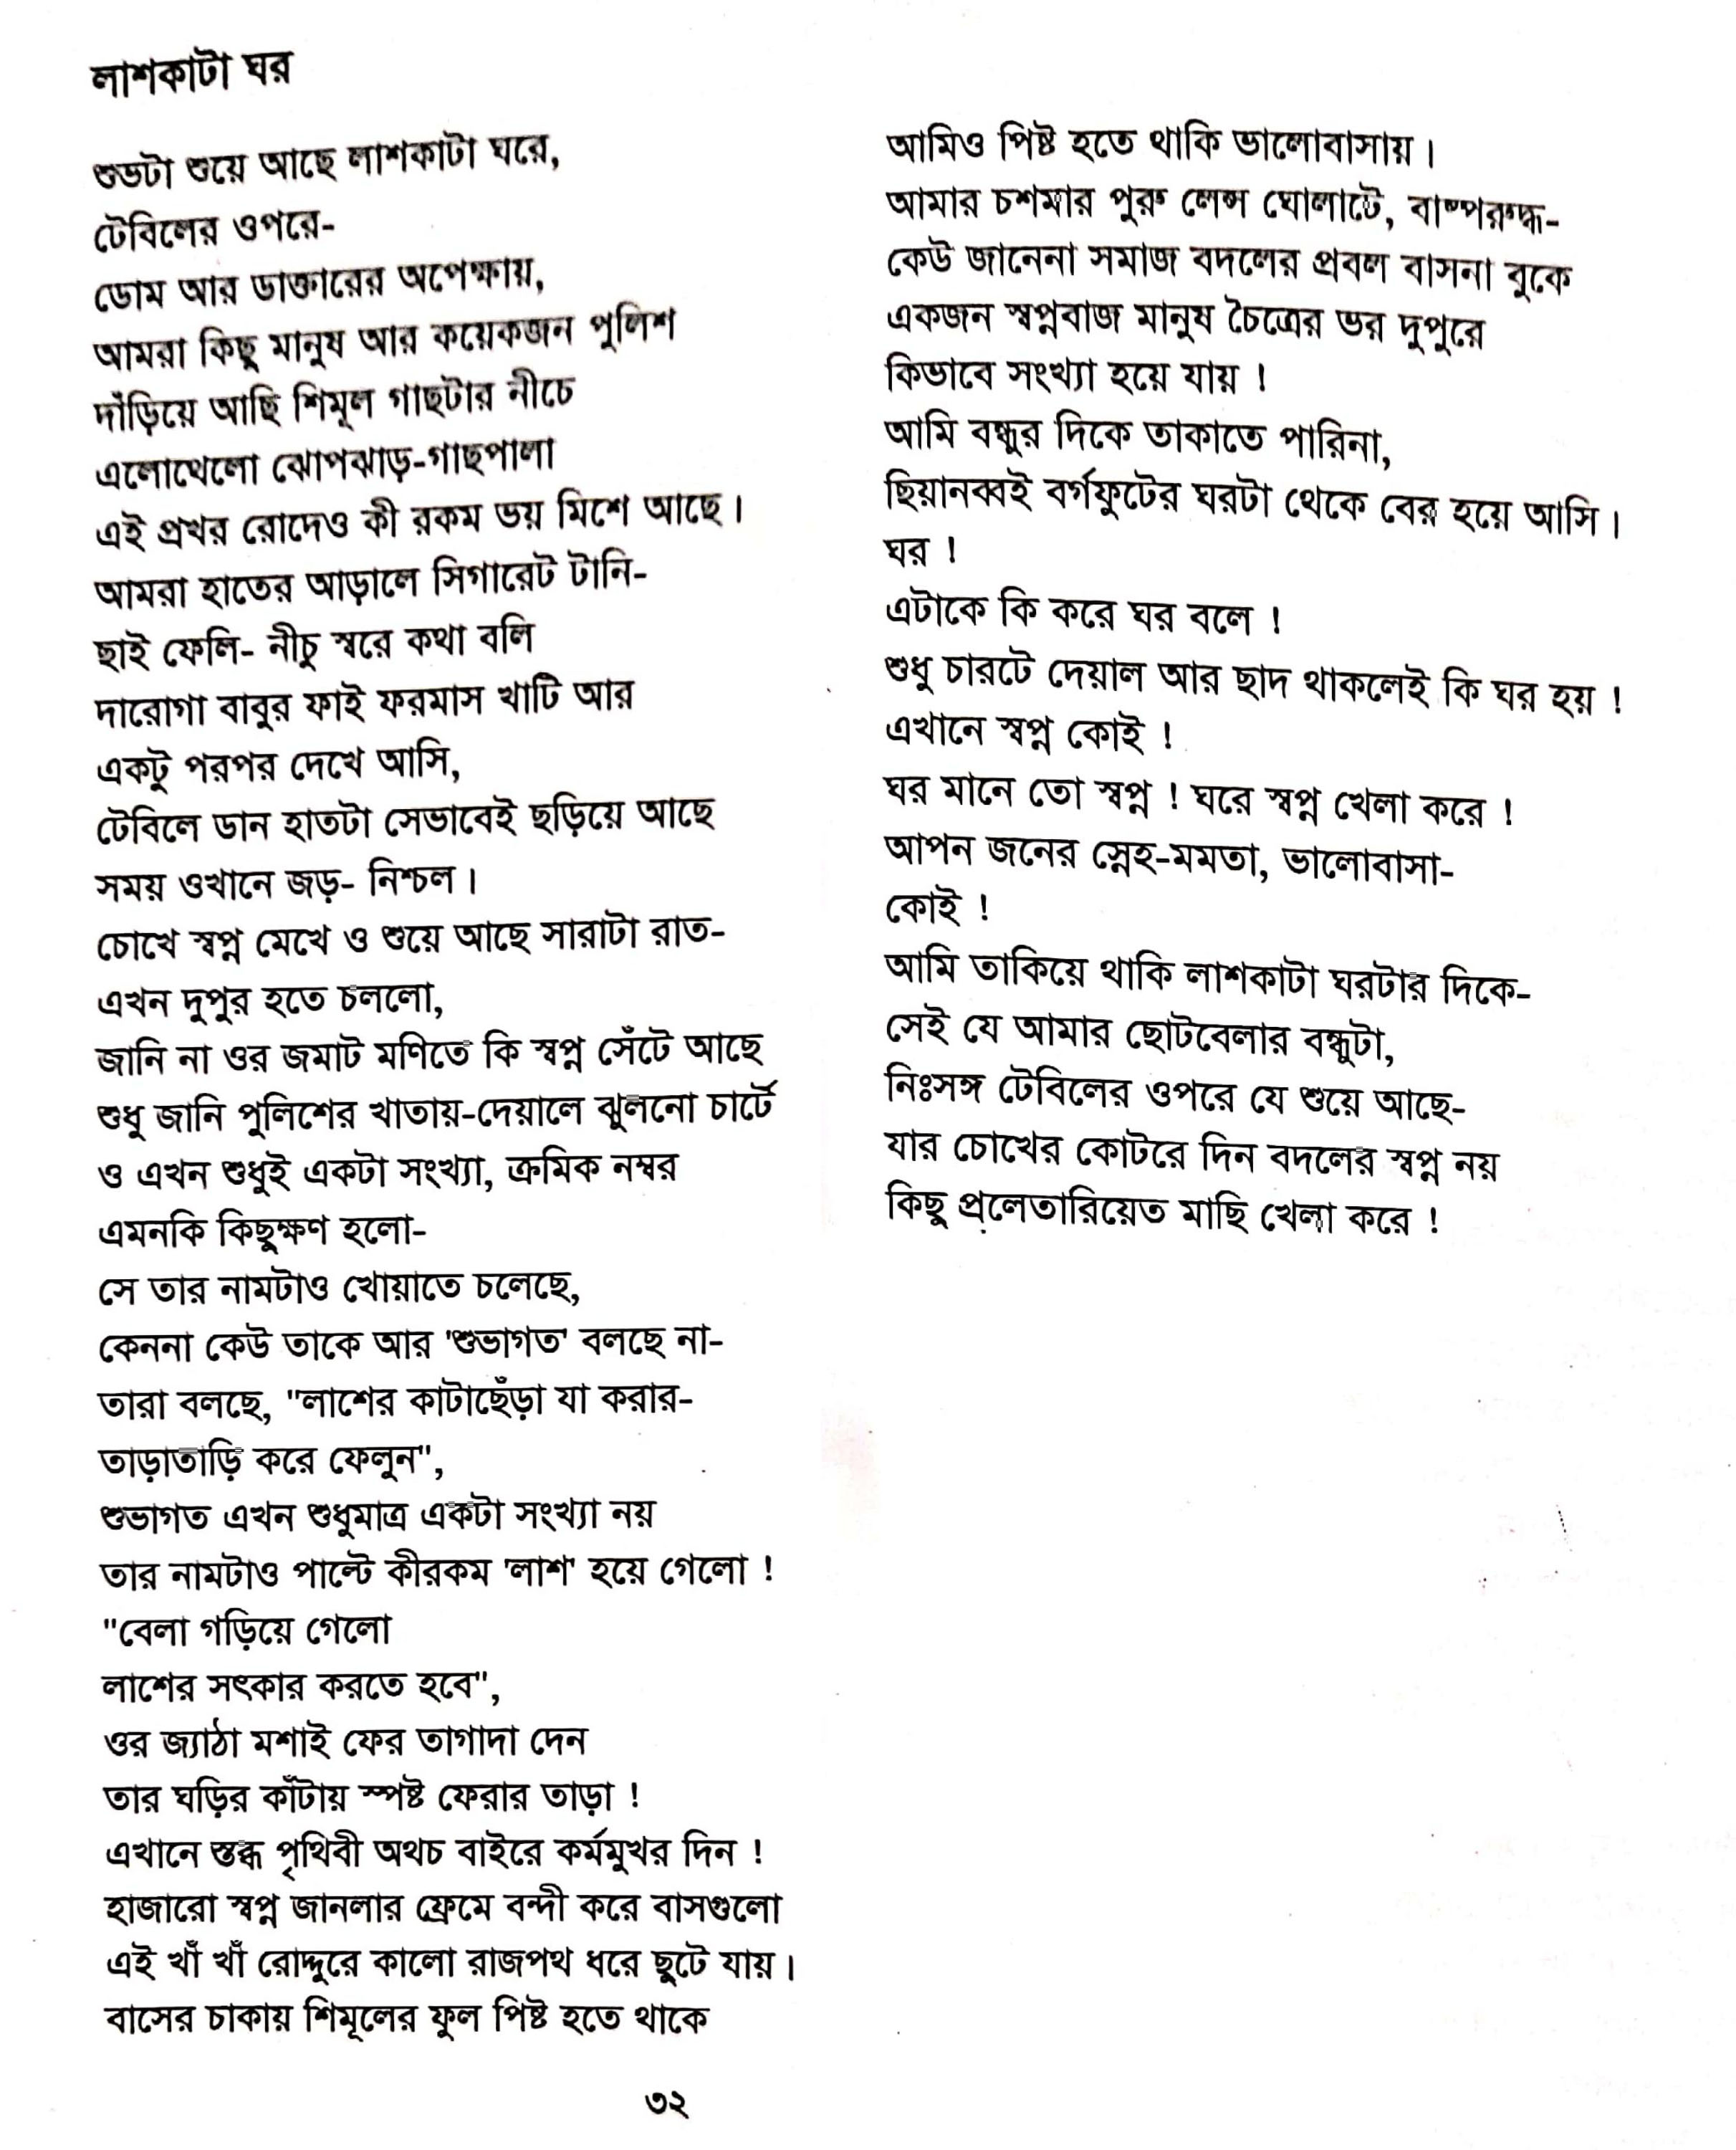 লাশকাটা ঘর
শুভটা শুয়ে আছে লাশকাটা ঘরে,
টেবিলের ওপরে-
ডোম আর ডাক্তারের অপেক্ষায়,
আমরা কিছু মানুষ আর কয়েকজন পুলিশ
দাঁড়িয়ে আছি শিমূল গাছটার নীচে
এলোথেলো ঝোপঝাড়-গাছপালা
এই প্রখর রোদেও কী রকম ভয় মিশে আছে।
আমরা হাতের আড়ালে সিগারেট টানি-
ছাই ফেলি- নীচু স্বরে কথা বলি
দারোগা বাবুর ফাই ফরমাস খাটি আর
একটু পরপর দেখে আসি,
টেবিলে ডান হাতটা সেভাবেই ছড়িয়ে আছে
সময় ওখানে জড়- নিশ্চল।
চোখে স্বপ্ন মেখে ও শুয়ে আছে সারাটা রাত-
এখন দুপুর হতে চললো,
জানি না ওর জমাট মণিতে কি স্বপ্ন সেঁটে আছে
শুধু জানি পুলিশের খাতায়-দেয়ালে ঝুলনো চার্টে
ও এখন শুধুই একটা সংখ্যা, ক্রমিক নম্বর
এমনকি কিছুক্ষণ হলো-
সে তার নামটাও খোয়াতে চলেছে,
কেননা কেউ তাকে আর 'শুভাগত' বলছে না-
তারা বলছে, "লাশের কাটাছেঁড়া যা করার-
তাড়াতাড়ি করে ফেলুন",
শুভাগত এখন শুধুমাত্র একটা সংখ্যা নয়
তার নামটাও পাল্টে কীরকম 'লাশ' হয়ে গেলো !
"বেলা গড়িয়ে গেলো
লাশের সৎকার করতে হবে",
ওর জ্যাঠা মশাই ফের তাগাদা দেন
তার ঘড়ির কাঁটায় স্পষ্ট ফেরার তাড়া !
এখানে স্তব্ধ পৃথিবী অথচ বাইরে কর্মমুখর দিন !
হাজারো স্বপ্ন জানলার ফ্রেমে বন্দী করে বাসগুলো
এই খাঁ খাঁ রোদ্দুরে কালো রাজপথ ধরে ছুটে যায়।
বাসের চাকায় শিমূলের ফুল পিষ্ট হতে থাকে
আমিও পিষ্ট হতে থাকি ভালোবাসায়।
আমার চশমার পুরু লেন্স ঘোলাটে, বাষ্পরুদ্ধ-
কেউ জানেনা সমাজ বদলের প্রবল বাসনা বুকে
একজন স্বপ্নবাজ মানুষ চৈত্রের ভর দুপুরে
কিভাবে সংখ্যা হয়ে যায় !
আমি বন্ধুর দিকে তাকাতে পারিনা,
ছিয়ানব্বই বর্গফুটের ঘরটা থেকে বের হয়ে আসি।
ঘর !
এটাকে কি করে ঘর বলে !
শুধু চারটে দেয়াল আর ছাদ থাকলেই কি ঘর হয় !
এখানে স্বপ্ন কোই !
ঘর মানে তো স্বপ্ন ! ঘরে স্বপ্ন খেলা করে !
আপন জনের স্নেহ-মমতা, ভালোবাসা-
কোই !
আমি তাকিয়ে থাকি লাশকাটা ঘরটার দিকে-
সেই যে আমার ছোটবেলার বন্ধুটা,
নিঃসঙ্গ টেবিলের ওপরে যে শুয়ে আছে-
যার চোখের কোটরে দিন বদলের স্বপ্ন নয়
কিছু প্রলেতারিয়েত মাছি খেলা করে !
৩২